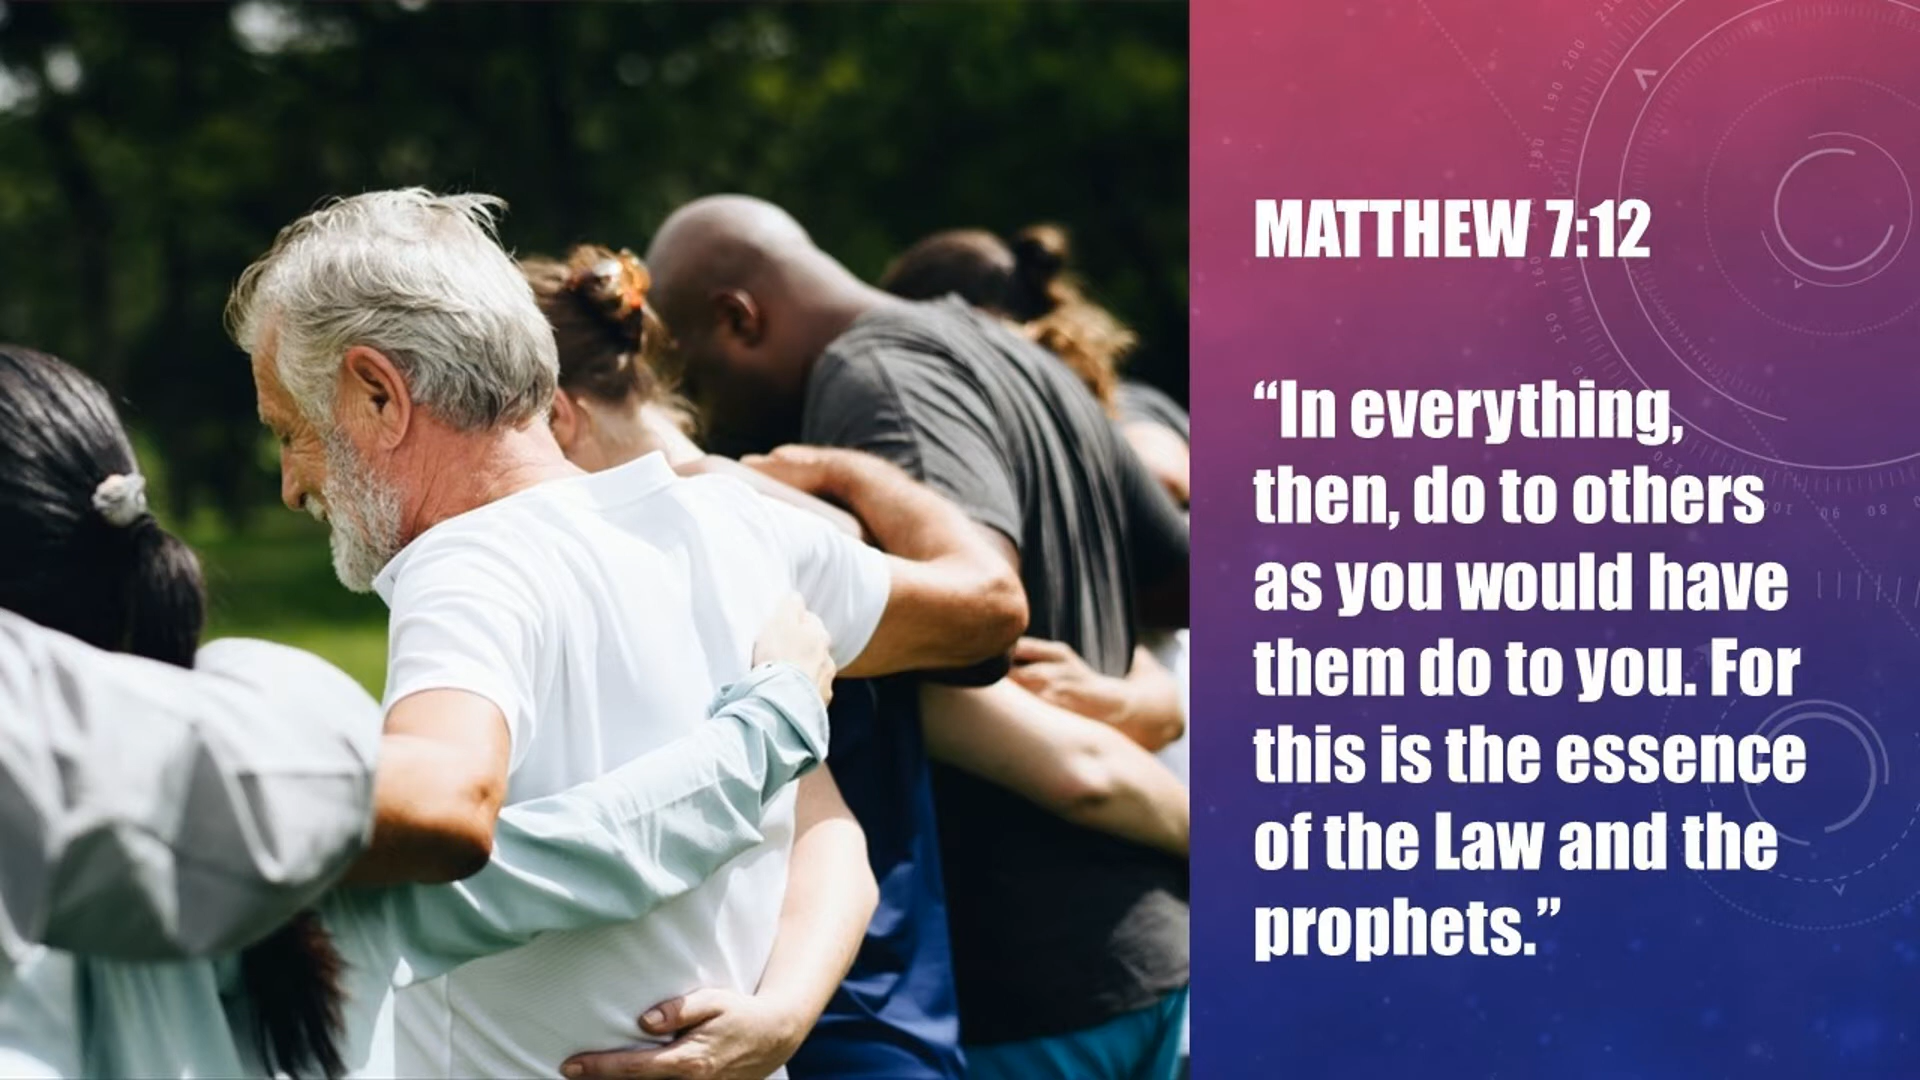 MATTHEW 7:12
“In everything,
then, do to others
as you would have
them do to you. For
this is the essence
of the Law and the
prophets.”